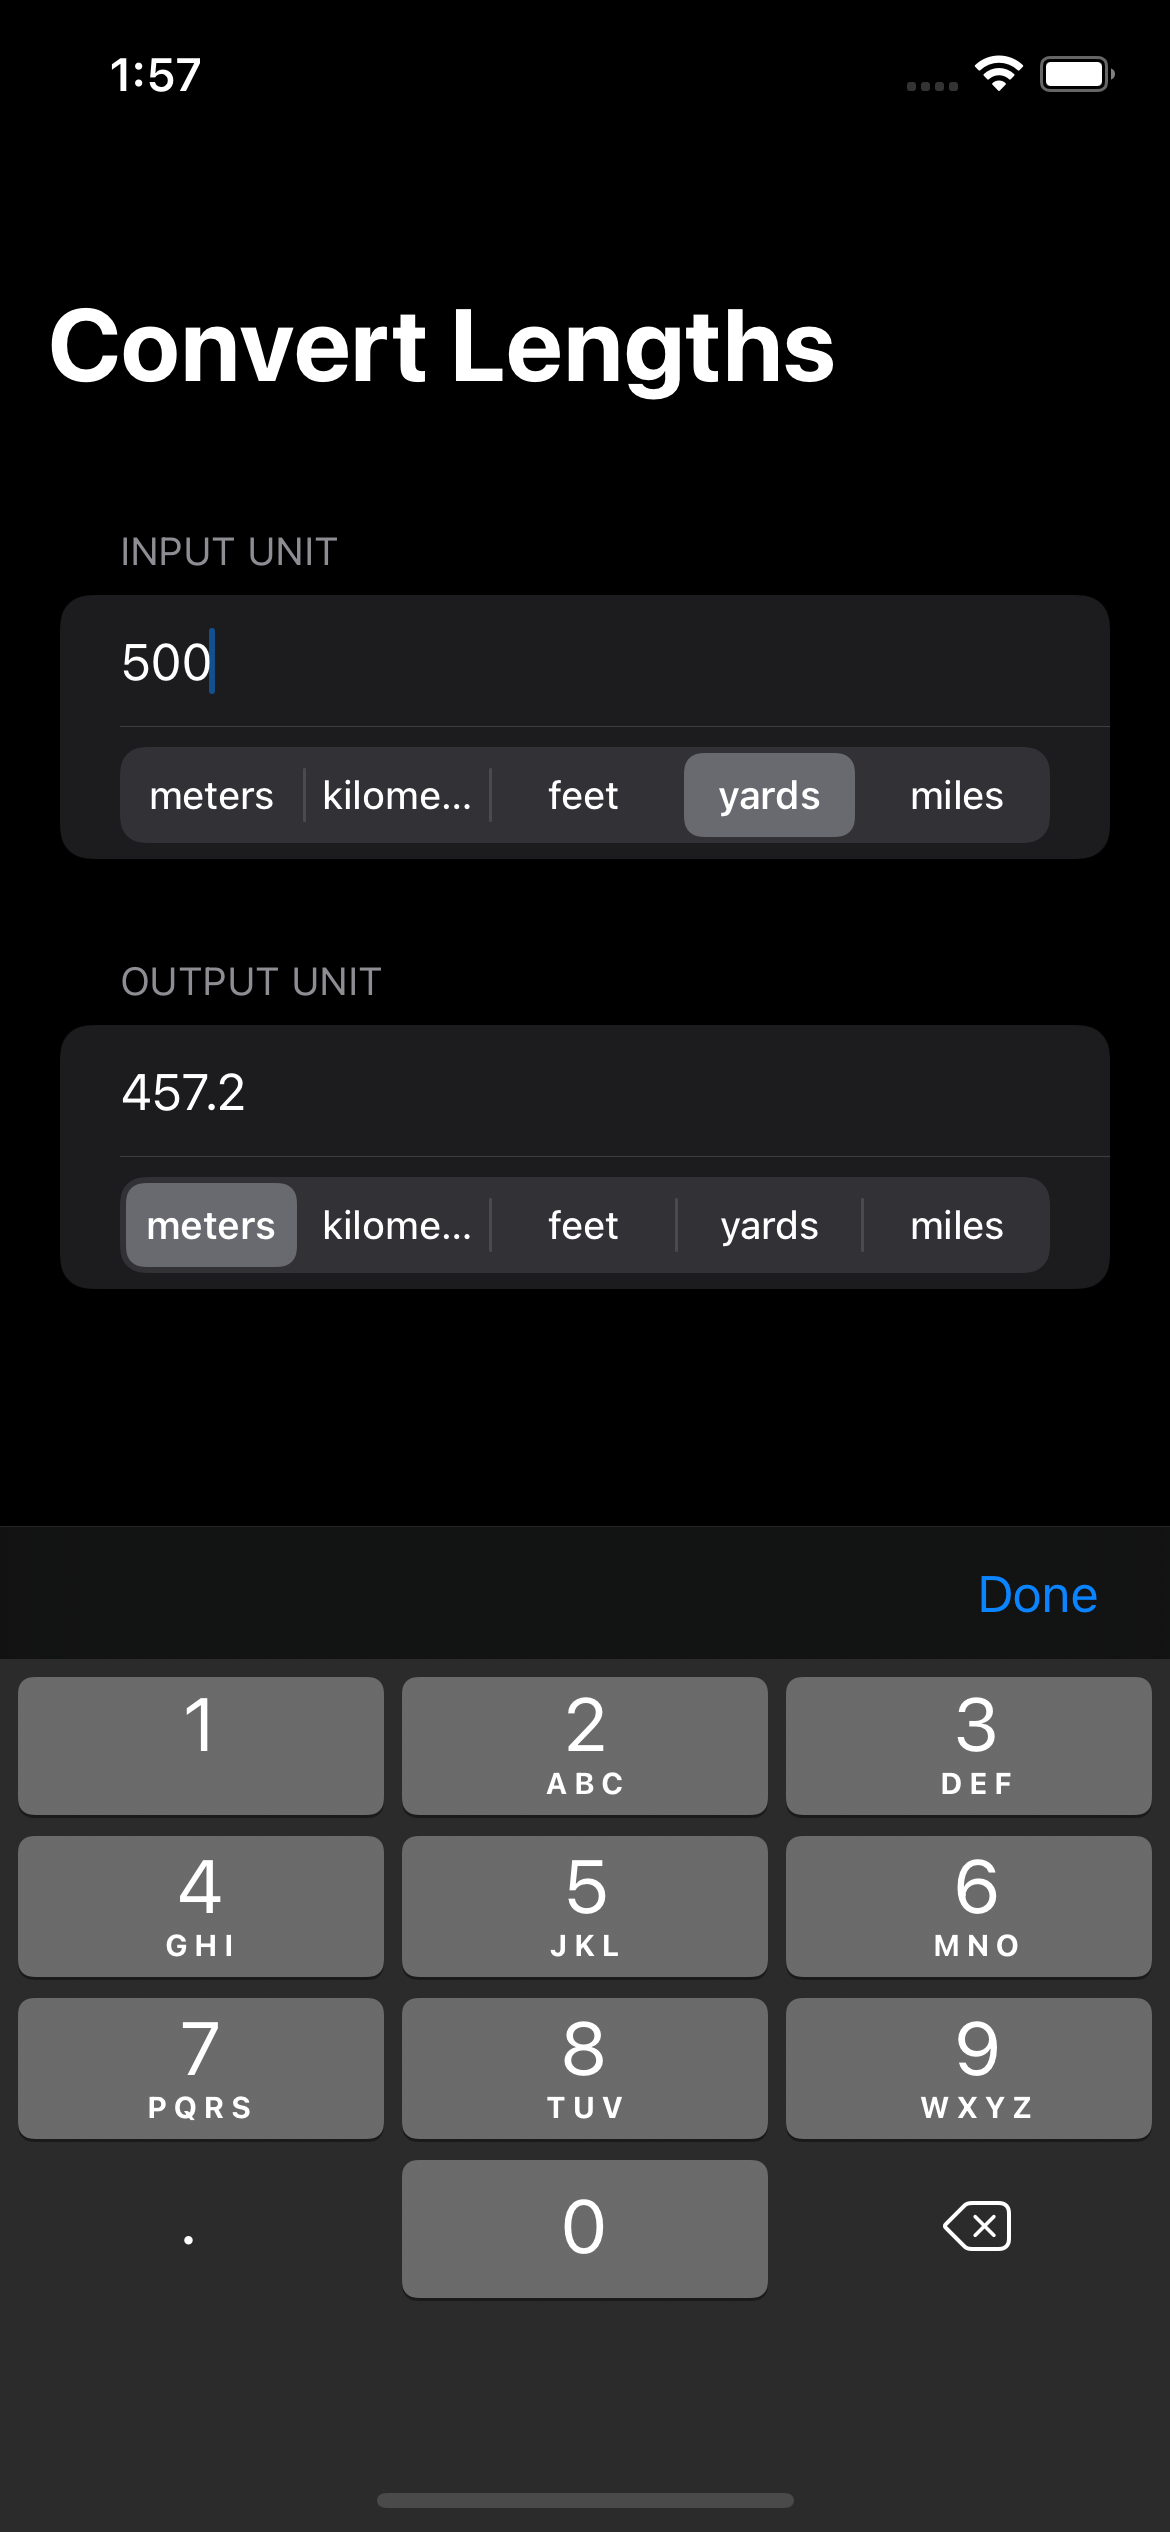 1:57
Convert Lengths
INPUT UNIT
500
meters kilome... feet yards miles
OUTPUT UNIT
457.2
meters kilome... feet yards miles
Done
1 2 3
ABC DEF
4 5 6
GHI JKL MNO
7 8 9
PQRS TUV WXYZ
. 0